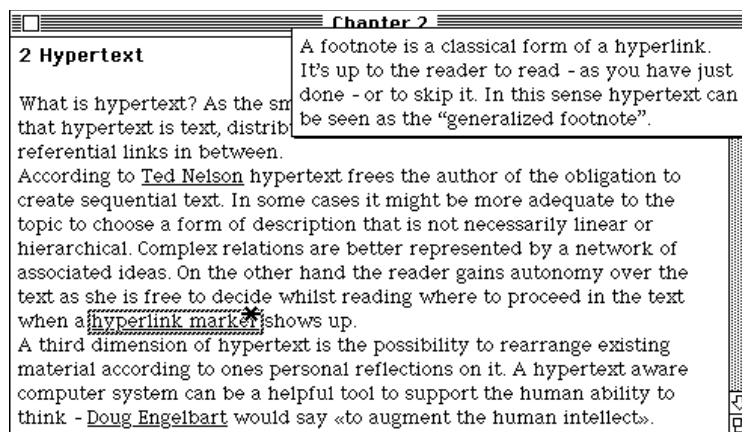 Chapter 2
A footnote is a classical form of a hyperlink.
It's up to the reader to read - as you have just
done - or to skip it. In this sense hypertext can
be seen as the “generalized footnote”.
2 Hypertext
What is hypertext? As the
that hypertext is text,
referential links in between.
According to Ted Nelson hypertext frees the author of the obligation to
create sequential text. In some cases it might be more adequate to the
topic to choose a form of description that is not necessarily linear or
hierarchical. Complex relations are better represented by a network of
associated ideas. On the other hand the reader gains autonomy over the
text as she is free to decide whilst reading where to proceed in the text
when a hyperlink marker shows up.
A third dimension of hypertext is the possibility to rearrange existing
material according to ones personal reflections on it. A hypertext aware
computer system can be a helpful tool to support the human ability to
think - Doug Engelbart would say «to augment the human intellect».